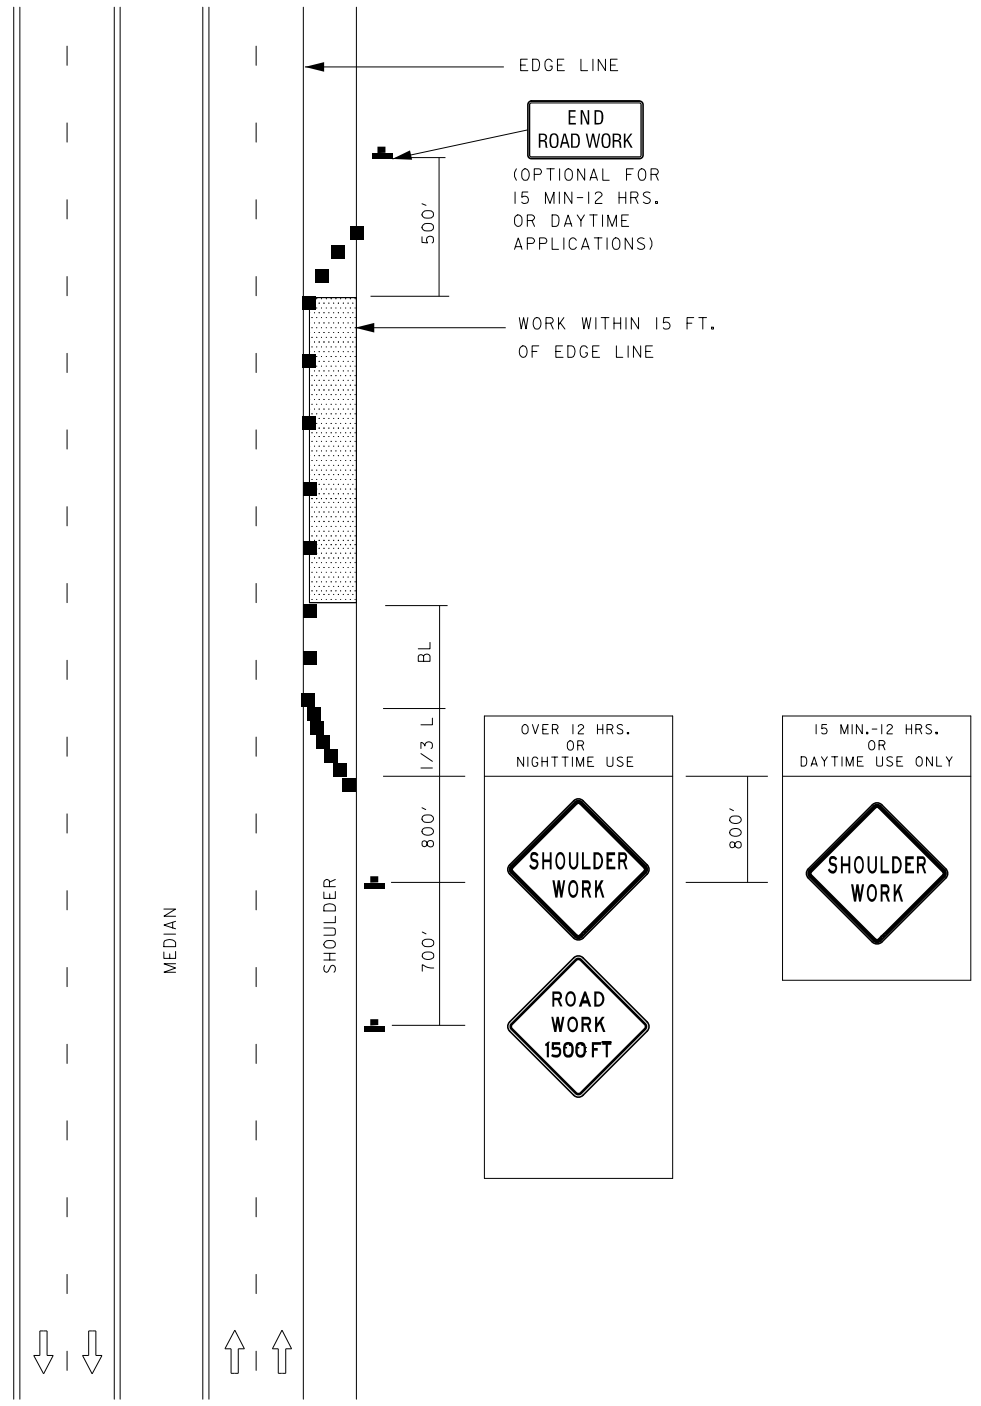 EDGE LINE
END
ROAD WORK
(OPTIONAL FOR
15 MIN-12 HRS.
OR DAYTIME
APPLICATIONS)
500'
WORK WITHIN 15 FT.
OF EDGE LINE
BL
1/3 L
800'
700'
OVER 12 HRS.
OR
NIGHTTIME USE
SHOULDER
WORK
ROAD
WORK
1500 FT
800'
15 MIN.-12 HRS.
OR
DAYTIME USE ONLY
SHOULDER
WORK
MEDIAN
SHOULDER